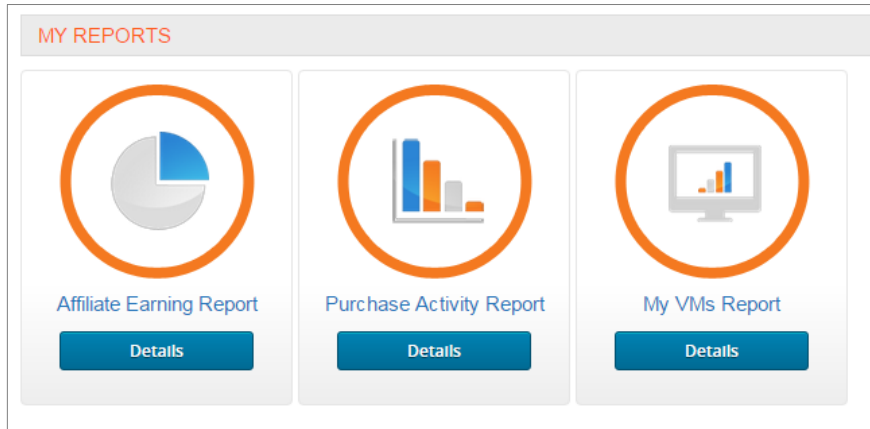 MY REPORTS
Affiliate Earning Report
Purchase Activity Report
My VMs Report
Details
Details
Details